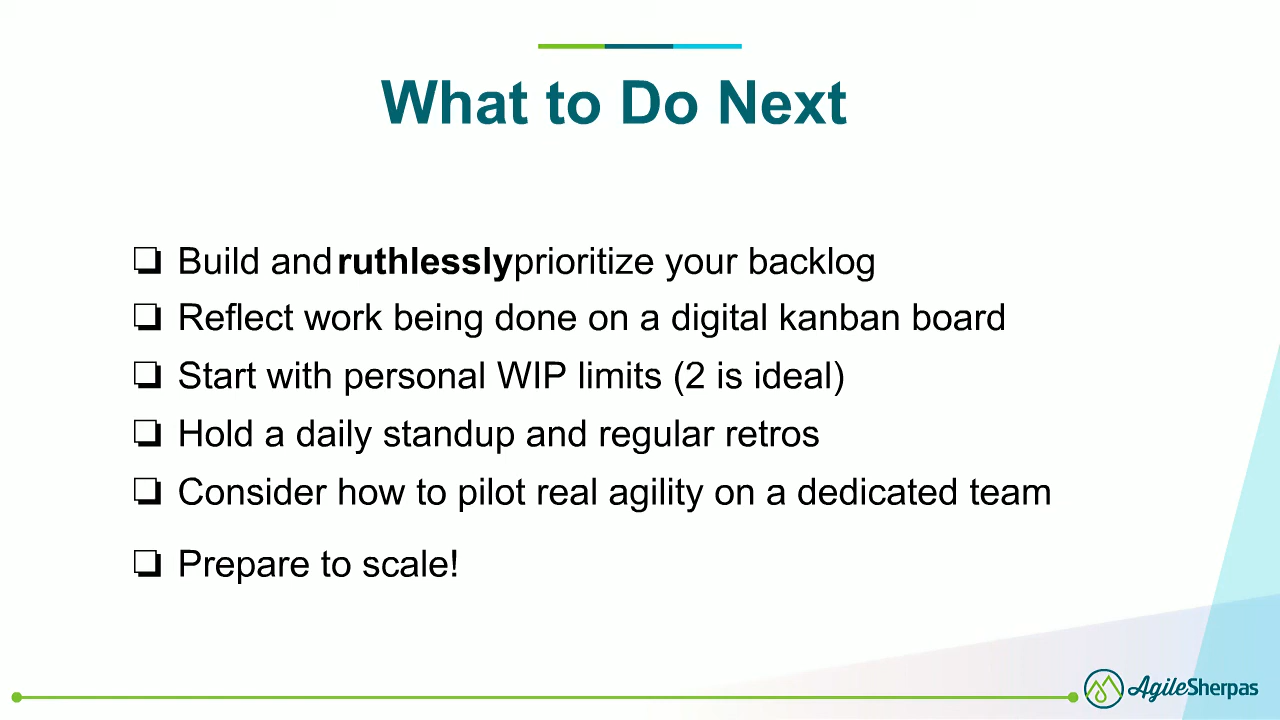 What to Do Next
❏ Build and ruthlessly prioritize your backlog
❏ Reflect work being done on a digital kanban board
❏ Start with personal WIP limits (2 is ideal)
❏ Hold a daily standup and regular retros
❏ Consider how to pilot real agility on a dedicated team
❏ Prepare to scale!
AgileSherpas